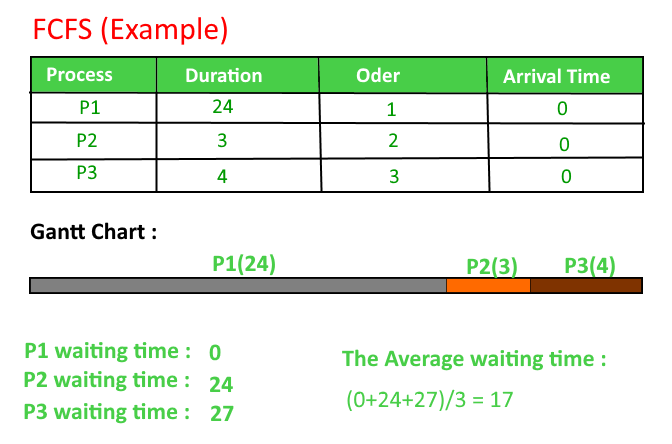 FCFS (Example)
Process Duration Oder Arrival Time
P1 24 1 0
P2 3 2 0
P3 4 3 0
Gantt Chart :
P1(24) P2(3) P3(4)
P1 waiting time : 0
P2 waiting time : 24
P3 waiting time : 27
The Average waiting time :
(0+24+27)/3 = 17